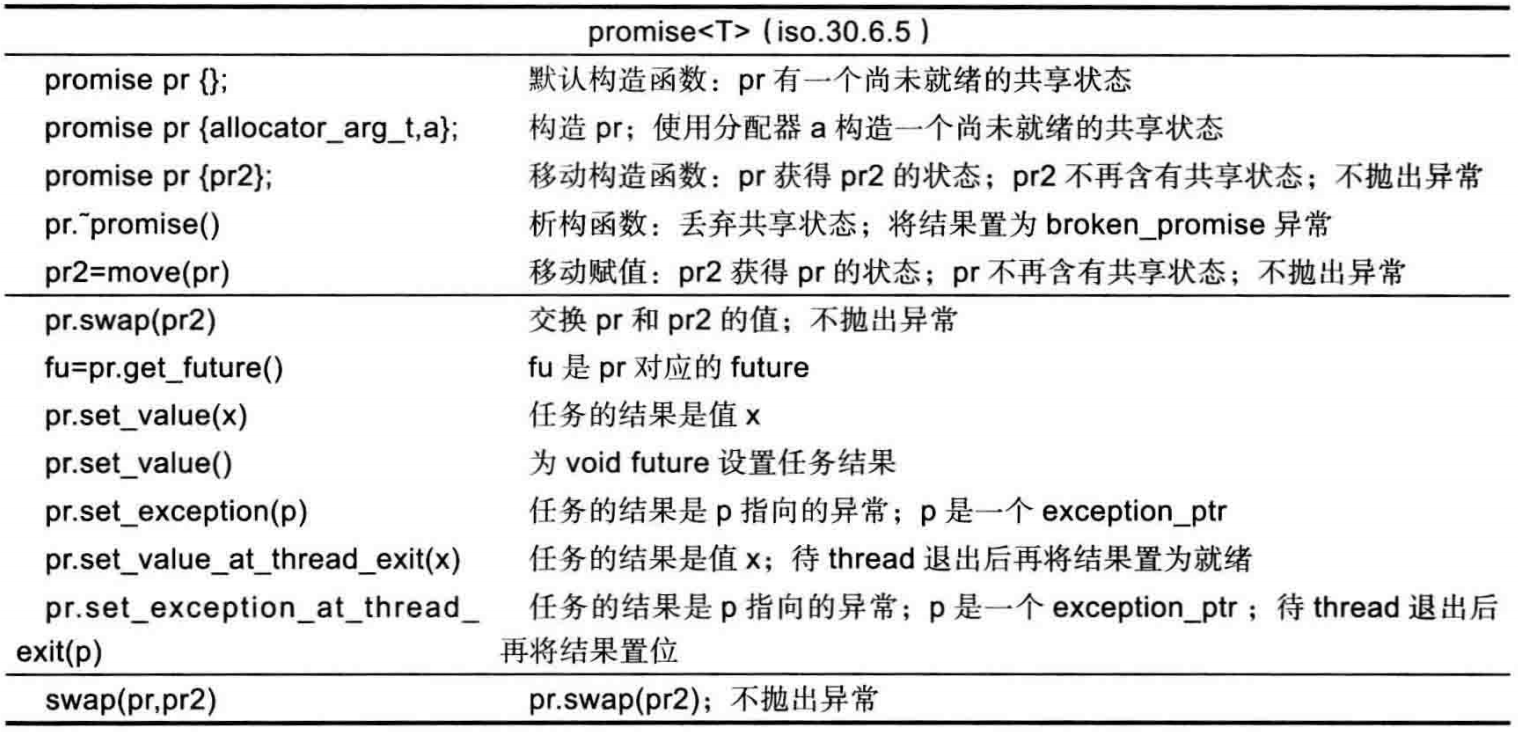 promise<T>（iso.30.6.5）
promise pr {}; 默认构造函数：pr 有一个尚未就绪的共享状态
promise pr {allocator_arg_t,a}; 构造 pr；使用分配器 a 构造一个尚未就绪的共享状态
promise pr {pr2}; 移动构造函数：pr 获得 pr2 的状态；pr2 不再含有共享状态；不抛出异常
pr.~promise() 析构函数：丢弃共享状态；将结果置为 broken_promise 异常
pr2=move(pr) 移动赋值：pr2 获得 pr 的状态；pr 不再含有共享状态；不抛出异常
pr.swap(pr2) 交换 pr 和 pr2 的值；不抛出异常
fu=pr.get_future() fu 是 pr 对应的 future
pr.set_value(x) 任务的结果是值 x
pr.set_value() 为 void future 设置任务结果
pr.set_exception(p) 任务的结果是 p 指向的异常；p 是一个 exception_ptr
pr.set_value_at_thread_exit(x) 任务的结果是值 x；待 thread 退出后再将结果置为就绪
pr.set_exception_at_thread_ 任务的结果是 p 指向的异常；p 是一个 exception_ptr；待 thread 退出后
exit(p) 再将结果置位
swap(pr,pr2) pr.swap(pr2)；不抛出异常